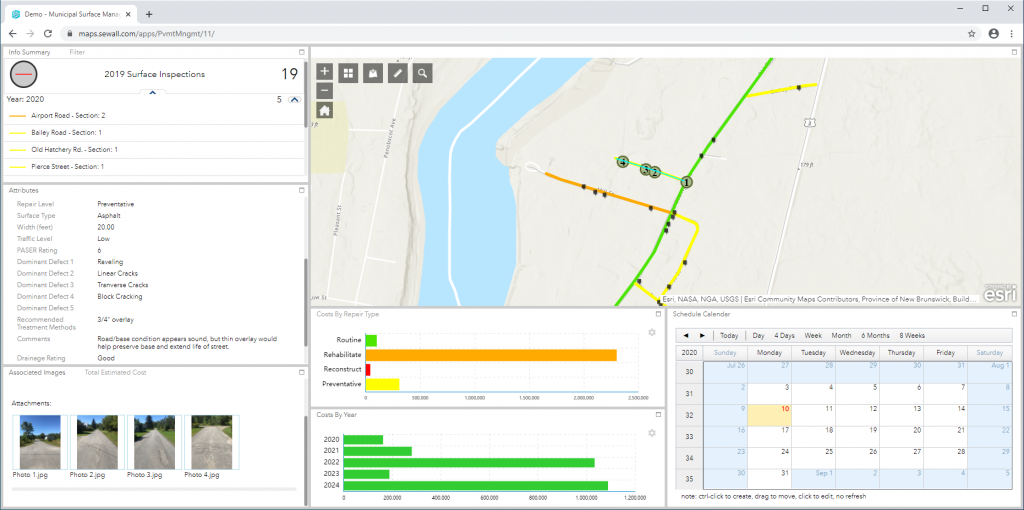 Demo - Municipal Surface Mana
maps.sewall.com/apps/PvmtMngmt/11/
Info Summary
Filter
2019 Surface Inspections
19
Year: 2020
5
Airport Road - Section: 2
Bailey Road - Section: 1
Old Hatchery Rd. - Section: 1
Pierce Street - Section: 1
Attributes
Repair Level Preventative
Surface Type Asphalt
Width (feet) 20.00
Traffic Level Low
PASER Rating 6
Dominant Defect 1 Raveling
Dominant Defect 2 Linear Cracks
Dominant Defect 3 Tranverse Cracks
Dominant Defect 4 Block Cracking
Dominant Defect 5
Recommended
Treatment Methods
3/4" overlay
Comments
Road/base condition appears sound, but thin overlay would
help preserve base and extend life of street.
Drainage Rating Good
Associated Images
Total Estimated Cost
Attachments:
Photo 1.jpg
Photo 2.jpg
Photo 3.jpg
Photo 4.jpg
+
−
Penobscot Ave
Pleasant St
4
3
2
1
2
179 ft
Esri, NASA, NGA, USGS | Esri Community Maps Contributors, Province of New Brunswick, Build...
esri
Costs By Repair Type
Routine
Rehabilitate
Reconstruct
Preventative
0 500,000 1,000,000 1,500,000 2,000,000 2,500,000
Costs By Year
2020
2021
2022
2023
2024
0 200,000 400,000 600,000 800,000 1,000,000 1,200,000
Schedule Calendar
Today Day 4 Days Week Month 6 Months 8 Weeks
2020 Sunday Monday Tuesday Wednesday Thursday Friday Saturday
30 Jul 26 27 28 29 30 31 Aug 1
31 2 3 4 5 6 7 8
32 9 10 11 12 13 14 15
33 16 17 18 19 20 21 22
34 23 24 25 26 27 28 29
35 30 31 Sep 1 2 3 4 5
note: ctrl-click to create, drag to move, click to edit, no refresh